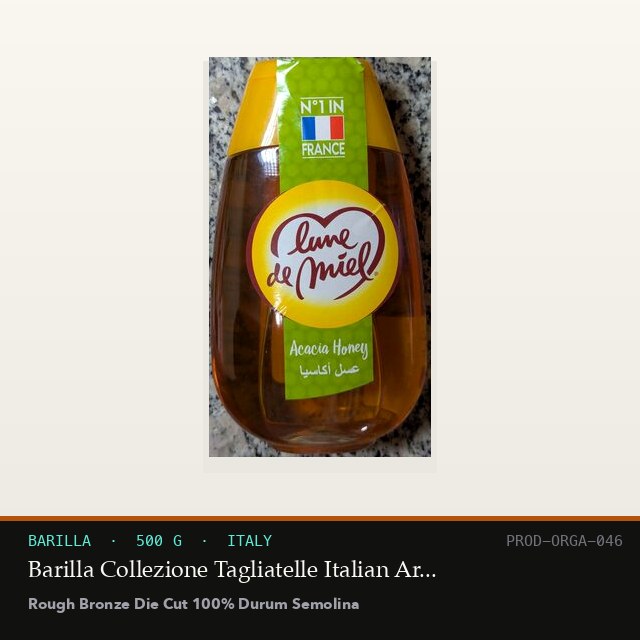 N°1 IN
FRANCE
lune
de miel
Acacia Honey
عسل أكاسيا
BARILLA · 500 G · ITALY
PROD–ORGA–046
Barilla Collezione Tagliatelle Italian Ar...
Rough Bronze Die Cut 100% Durum Semolina